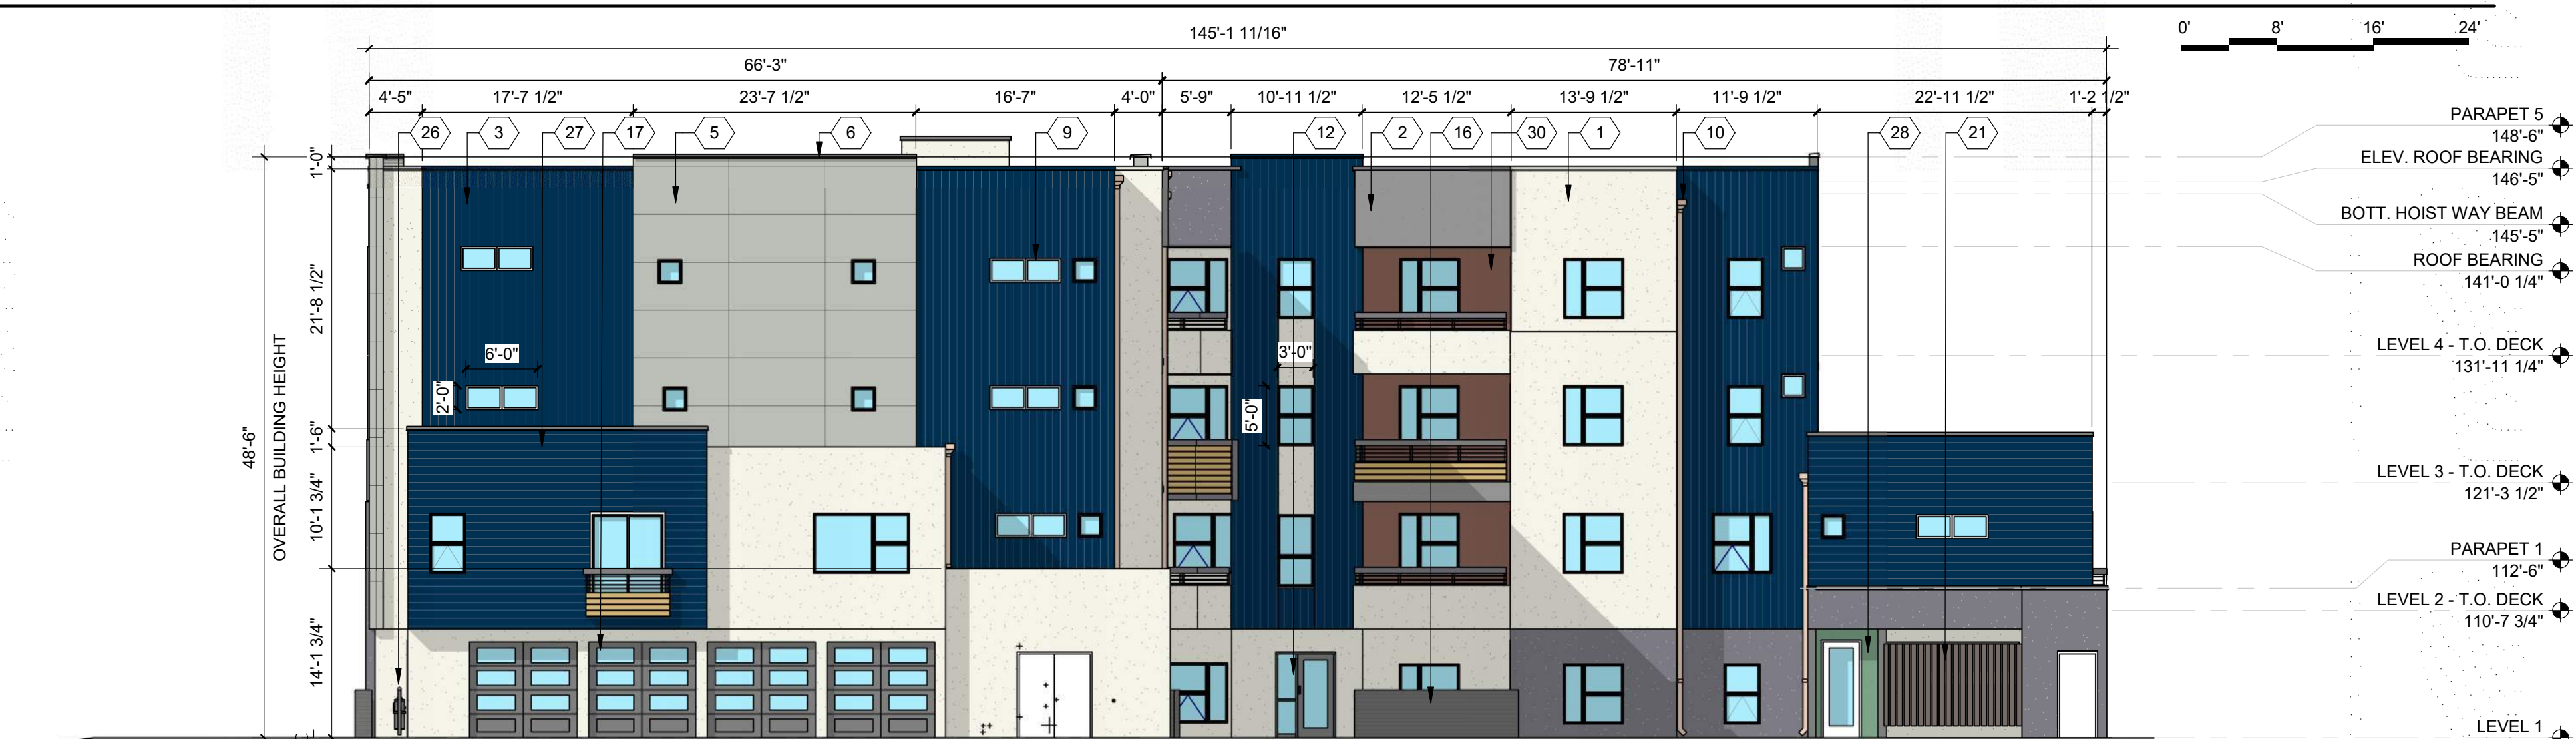 145'-1 11/16"
0' 8' 16' 24'
66'-3" 78'-11"
4'-5" 17'-7 1/2" 23'-7 1/2" 16'-7" 4'-0" 5'-9" 10'-11 1/2" 12'-5 1/2" 13'-9 1/2" 11'-9 1/2" 22'-11 1/2" 1'-2 1/2"
26 3 27 17 5 6 9 12 2 16 30 1 10 28 21
PARAPET 5
148'-6"
ELEV. ROOF BEARING
146'-5"
BOTT. HOIST WAY BEAM
145'-5"
ROOF BEARING
141'-0 1/4"
LEVEL 4 - T.O. DECK
131'-11 1/4"
LEVEL 3 - T.O. DECK
121'-3 1/2"
PARAPET 1
112'-6"
LEVEL 2 - T.O. DECK
110'-7 3/4"
LEVEL 1
1'-0"
21'-8 1/2"
1'-6"
10'-1 3/4"
14'-1 3/4"
48'-6"
OVERALL BUILDING HEIGHT
6'-0"
2'-0"
3'-0"
5'-0"